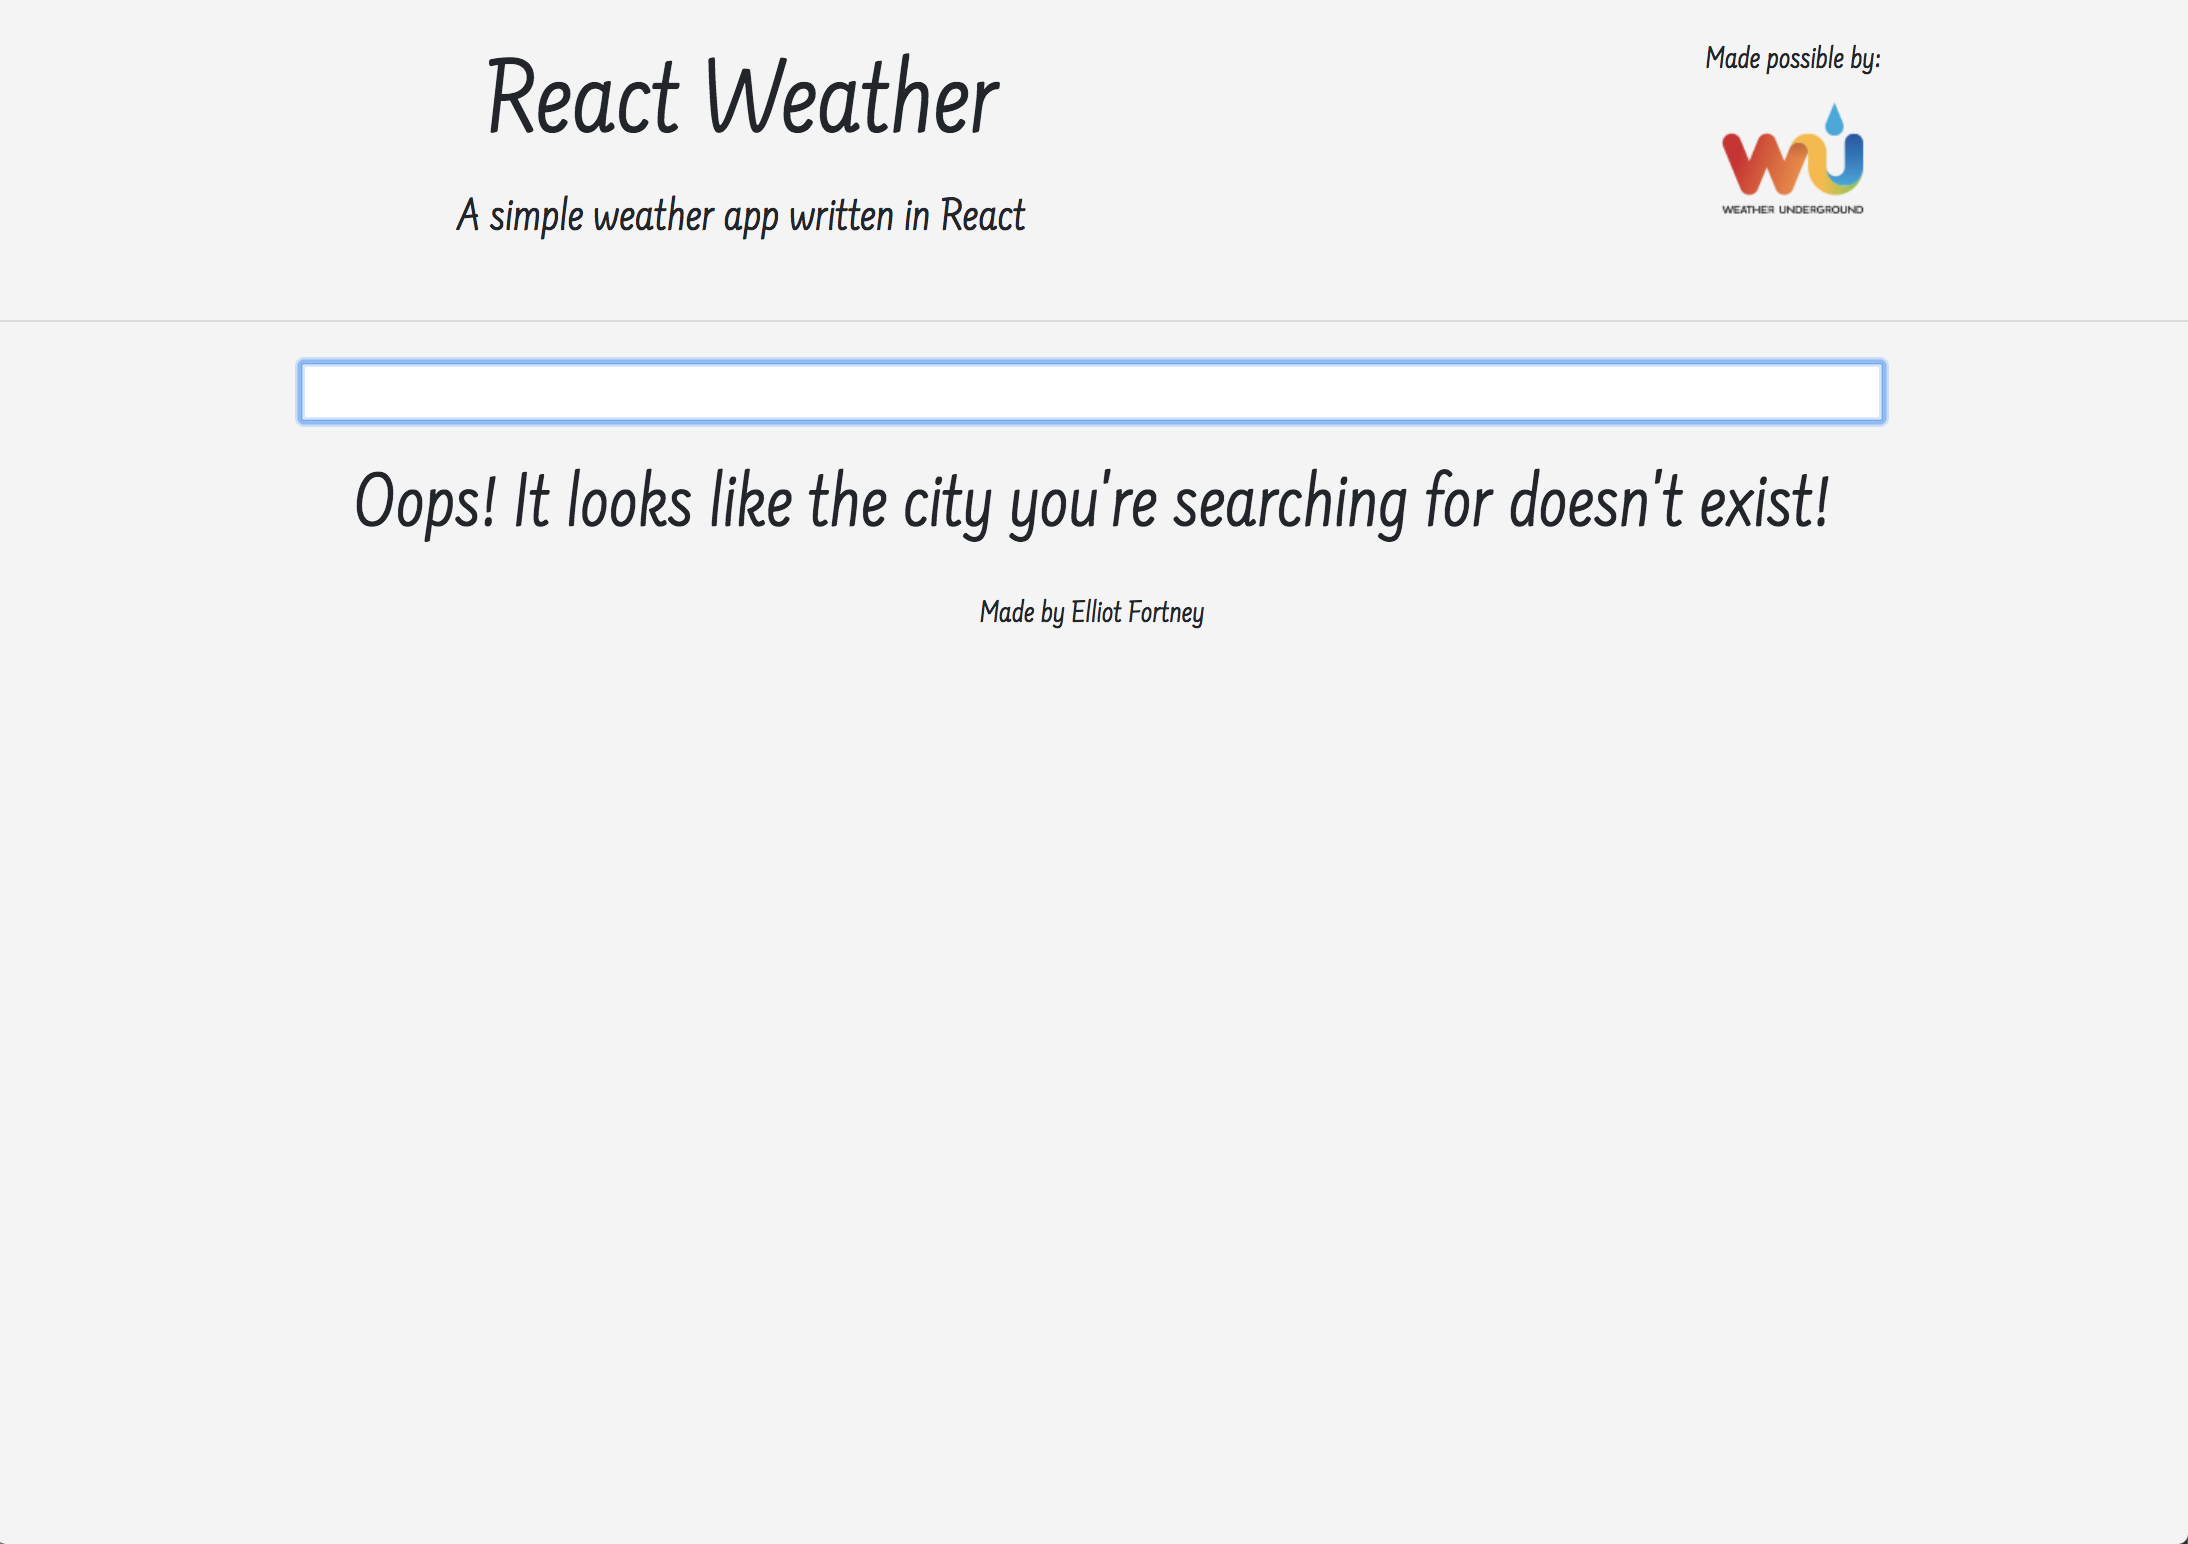 React Weather
A simple weather app written in React
Made possible by:
WU
WEATHER UNDERGROUND
Oops! It looks like the city you're searching for doesn't exist!
Made by Elliot Fortney